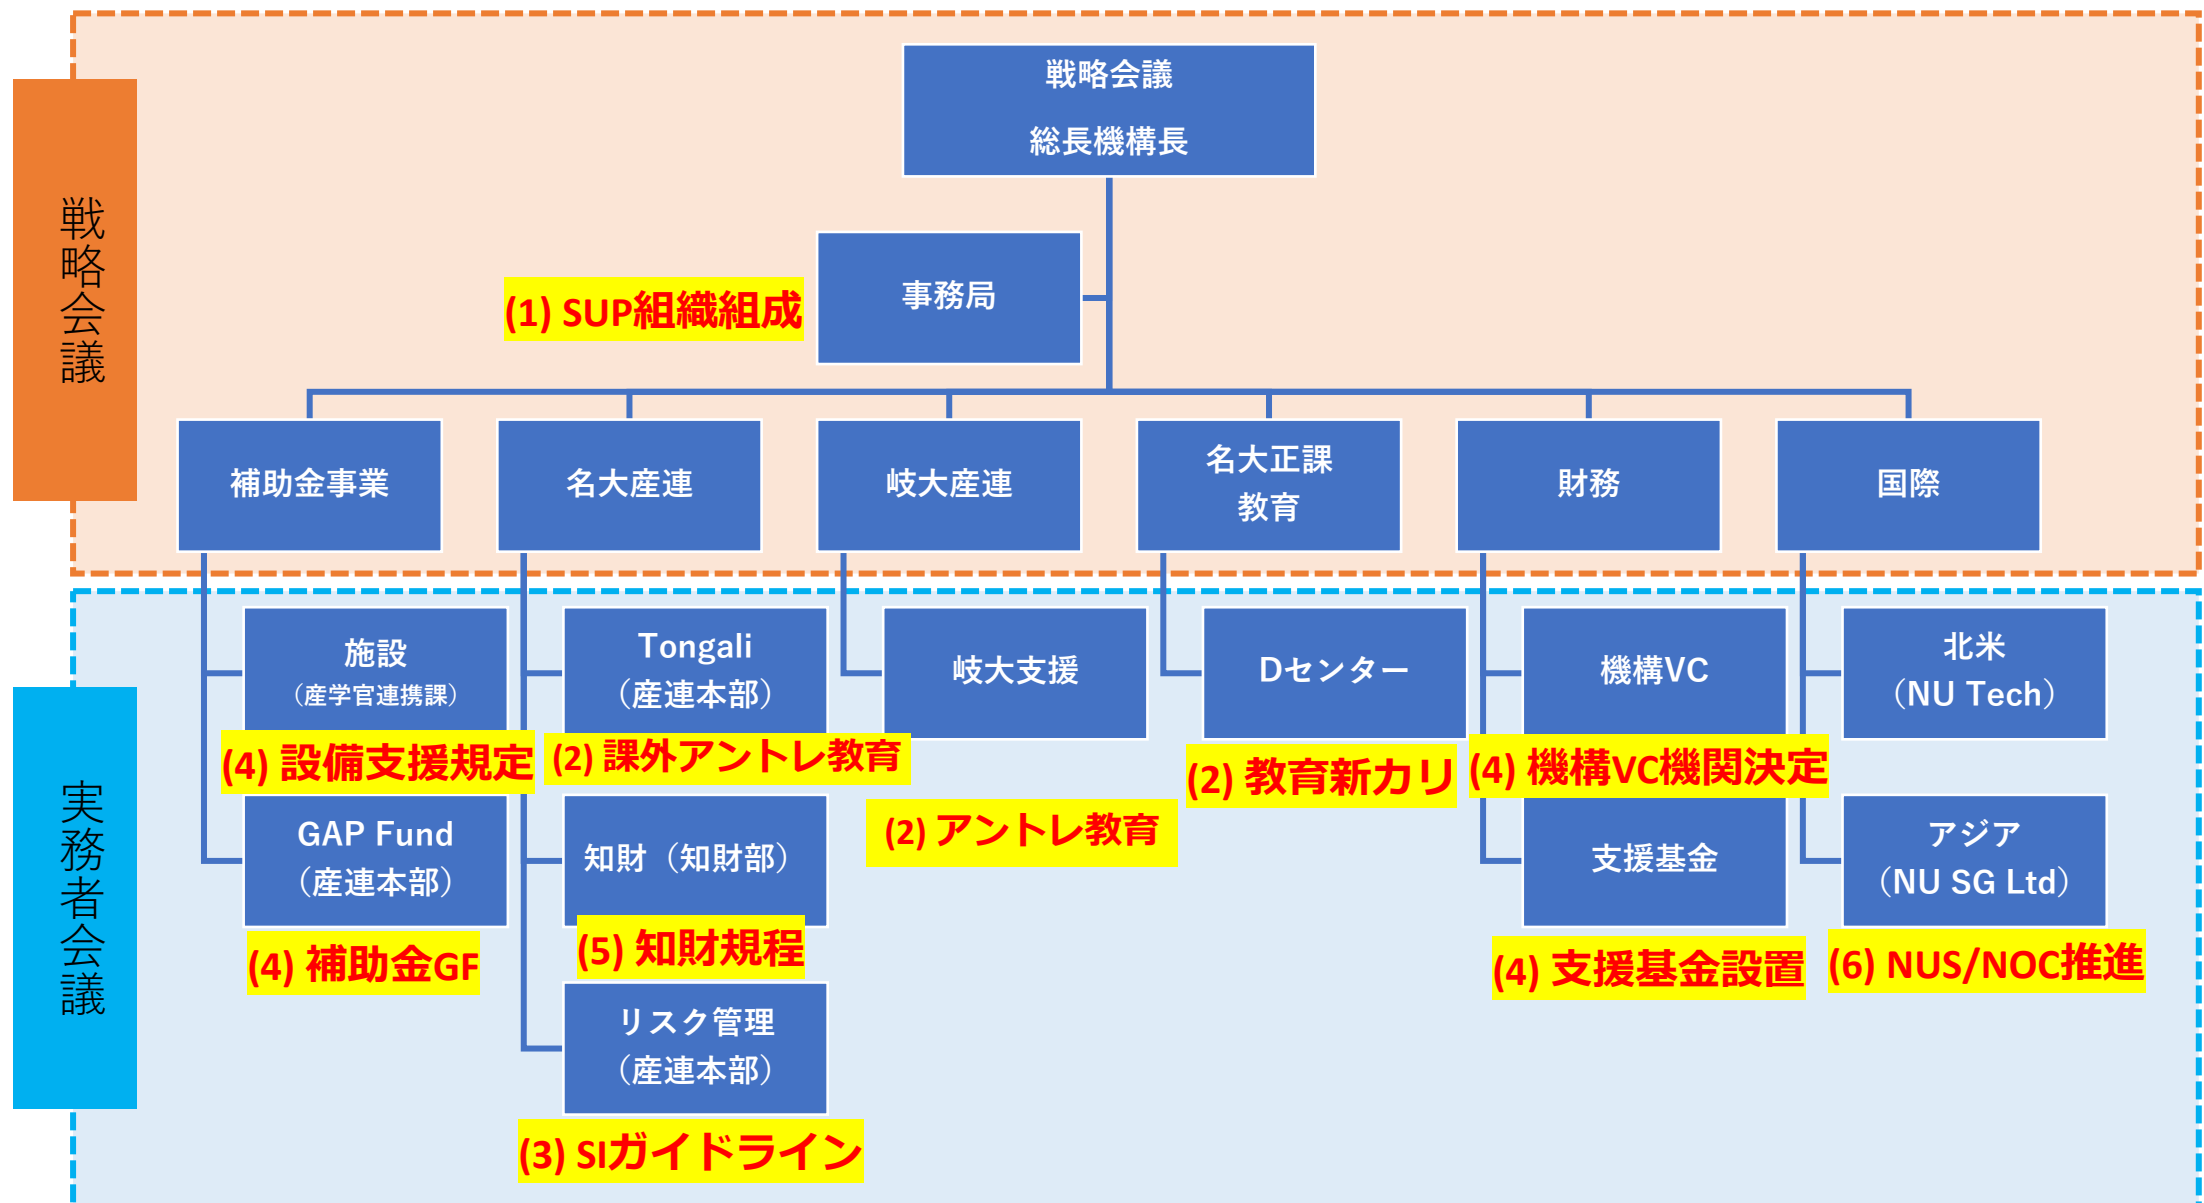 戦略会議
戦略会議
総長機構長
事務局
(1) SUP組織組成
補助金事業
名大産連
岐大産連
名大正課
教育
財務
国際
実務者会議
施設
（産学官連携課）
(4) 設備支援規定
GAP Fund
（産連本部）
(4) 補助金GF
Tongali
（産連本部）
(2) 課外アントレ教育
知財（知財部）
(5) 知財規程
リスク管理
（産連本部）
(3) SIガイドライン
岐大支援
(2) アントレ教育
Dセンター
(2) 教育新カリ
機構VC
(4) 機構VC機関決定
支援基金
(4) 支援基金設置
北米
（NU Tech）
アジア
（NU SG Ltd）
(6) NUS/NOC推進